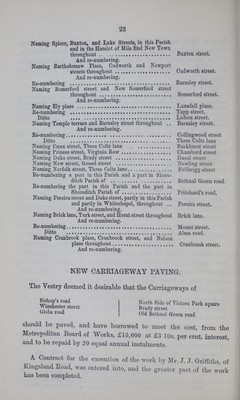 22
Naming Spicer, Buxton, and Luke Streets, in this Parish
and in the Hamlet of Mile End New Town
throughout .................... Buxton street.
And re-numbering.
Naming Bartholomew Place, Cudworth and Newport
streets throughout .................... Cudworth street.
And re-numbering.
Re-numbering .................... Barnsley street.
Naming Somerford street and New Somerford street
throughout .................... Somerford street.
And re-numbering.
Naming Ely place .................... Lansdell place.
Re-numbering .................... Tapp street.
Ditto .................... Lisbon street.
Naming Temple terrace and Barnsley street throughout .. Barnsley street.
And re-numbering.
Re-numbering .................... Collingwood street
Ditto .................... Three Colts lane
Naming Essex street, Three Colts lane .................... Buckhurst street
Naming Princes street, Virginia Row .................... Chambord street
Naming Duke street, Brady street .................... Ducal street
Naming New street, Gosset street .................... Newling street
Naming Norfolk street, Three Colts lane .................... Fellbrigg street
Re-numbering a part in this Parish and a part in Shore-
ditch Parish of .................... Bethnal Green road.
Re-numbering the part in this Parish and the part in
Shoreditch Parish of .................... Pritchard's road.
Naming Pereira street and Duke street, partly in this Parish
and partly in Whitechapel, throughout .. Pereira street.
And re-numbering.
Naming Brick lane, Turk street, and Hurst street throughout Brick lane.
And re-numbering.
Re-numbering .................... Mount street.
Ditto .................... Alma road.
Naming Cranbrook place, Cranbrook street, and Nelson
place throughout .................... Cranbrook street.
And re-numbering.
NEW CARRIAGEWAY PAVING.
The Vestry deemed it desirable that the Carriageways of
Bishop's road
Winchester street
Globe road
North Side of Victoria Park square
Brady street
Old Bethnal Green road
should be paved, and have borrowed to meet the cost, from the
Metropolitan Board of Works, £15,000 at £3 10s. per cent. interest,
and to be repaid by 20 equal annual instalments.
A Contract for the execution of the work by Mr. J. J. Griffiths, of
Kingsland Road, was entered into, and the greater part of the work
has been completed.